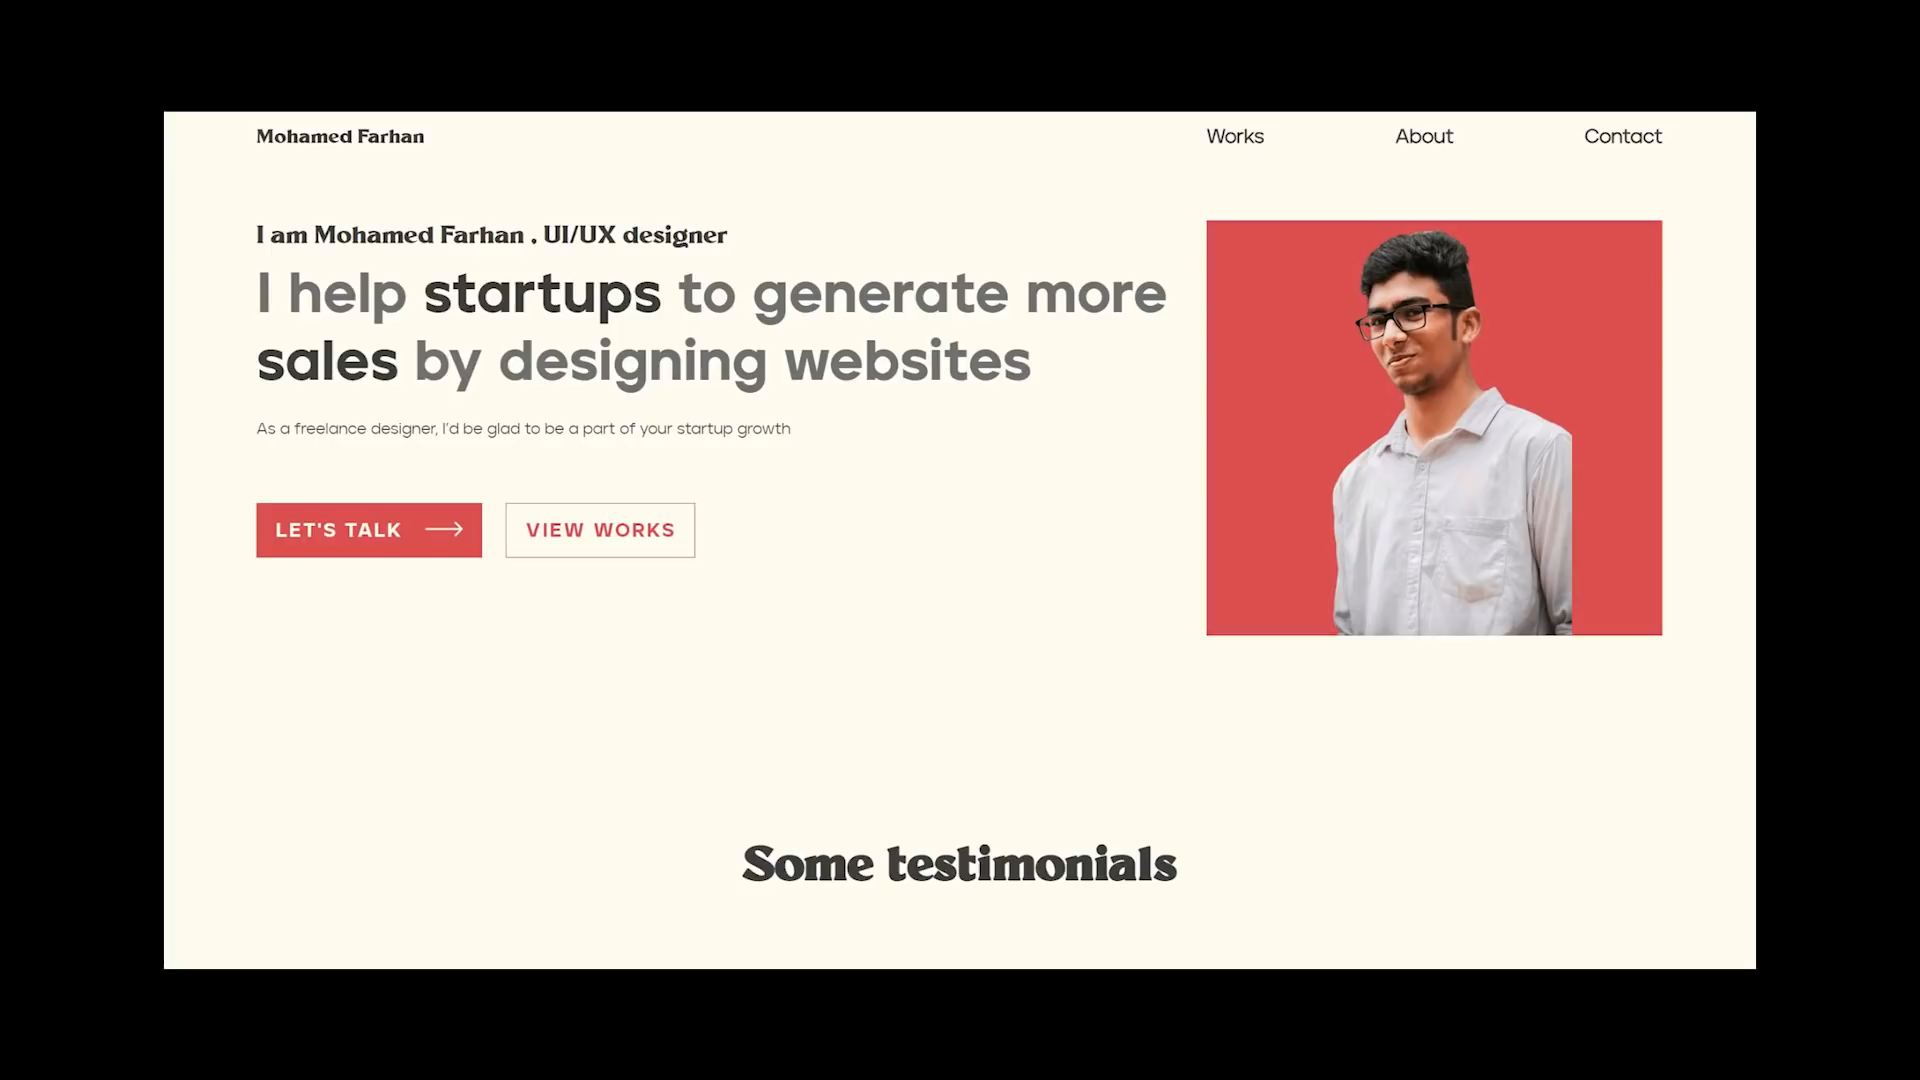 Mohamed Farhan
Works
About
Contact
I am Mohamed Farhan . UI/UX designer
I help startups to generate more
sales by designing websites
As a freelance designer, I'd be glad to be a part of your startup growth
LET'S TALK
VIEW WORKS
Some testimonials